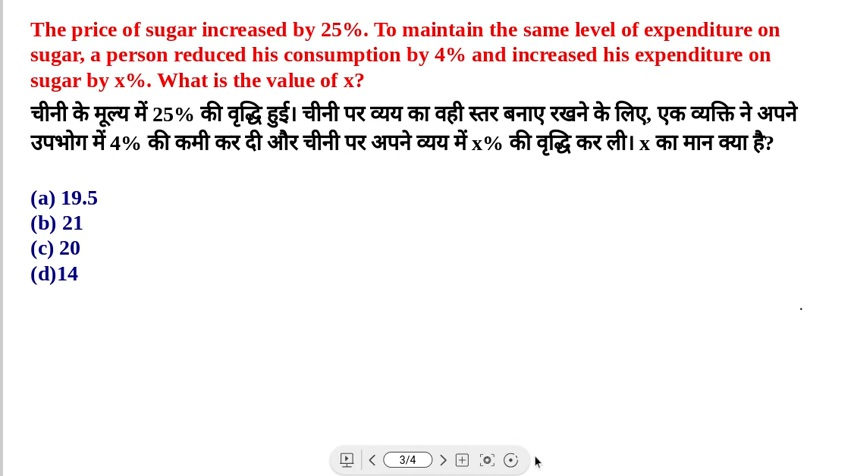 The price of sugar increased by 25%. To maintain the same level of expenditure on
sugar, a person reduced his consumption by 4% and increased his expenditure on
sugar by x%. What is the value of x?
चीनी के मूल्य में 25% की वृद्धि हुई। चीनी पर व्यय का वही स्तर बनाए रखने के लिए, एक व्यक्ति ने अपने
उपभोग में 4% की कमी कर दी और चीनी पर अपने व्यय में x% की वृद्धि कर ली। x का मान क्या है?
(a) 19.5
(b) 21
(c) 20
(d)14
3/4